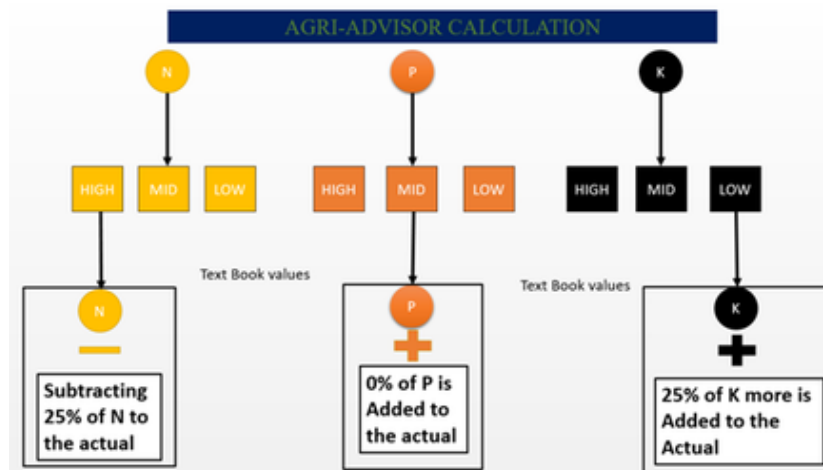 AGRI-ADVISOR CALCULATION
N P K
HIGH MID LOW HIGH MID LOW HIGH MID LOW
Text Book values
Text Book values
N
Subtracting
25% of N to
the actual
P
0% of P is
Added to
the actual
K
25% of K more is
Added to the
Actual